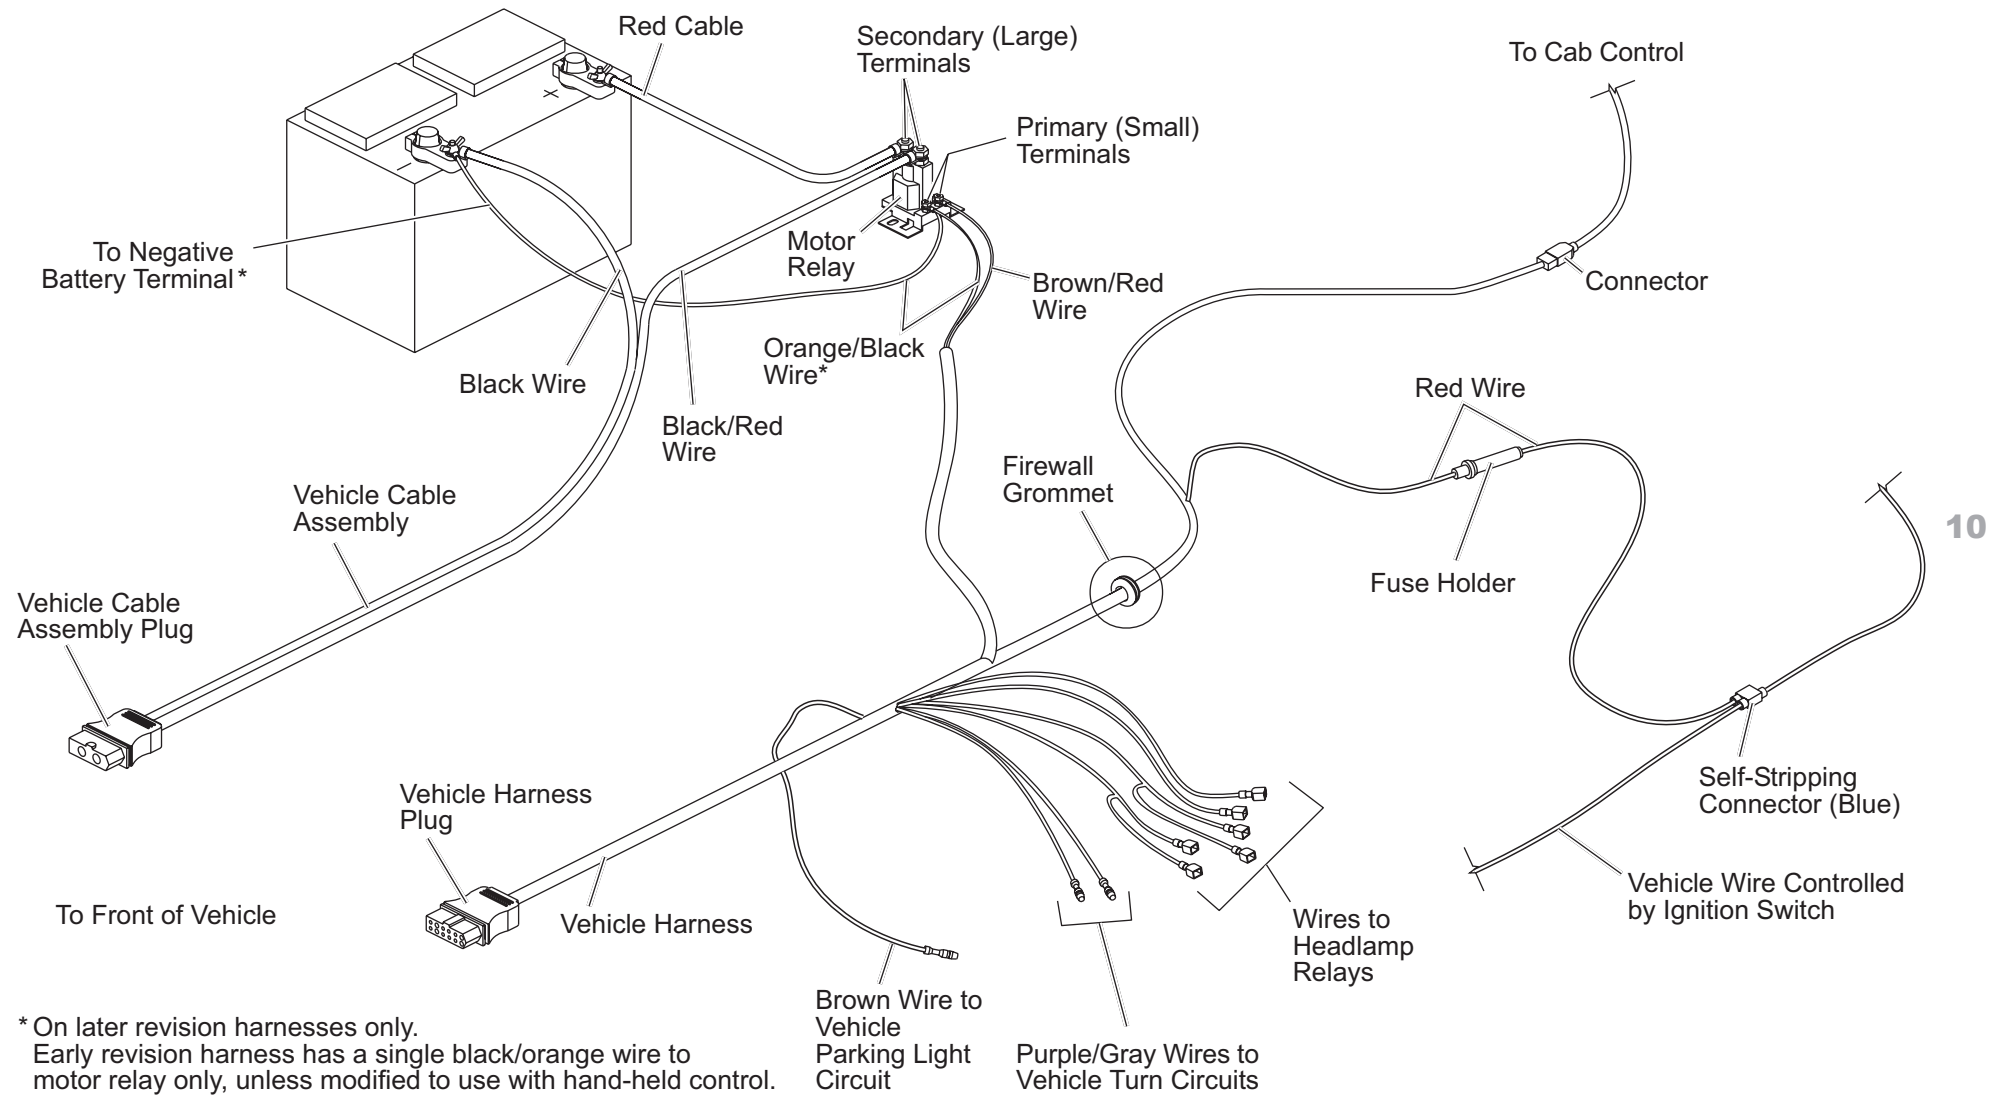 Red Cable
Secondary (Large)
Terminals
To Cab Control
Primary (Small)
Terminals
To Negative
Battery Terminal*
Motor
Relay
Brown/Red
Wire
Connector
Orange/Black
Wire*
Black Wire
Black/Red
Wire
Red Wire
Firewall
Grommet
Vehicle Cable
Assembly
10
Fuse Holder
Vehicle Cable
Assembly Plug
Self-Stripping
Connector (Blue)
Vehicle Harness
Plug
Vehicle Wire Controlled
by Ignition Switch
To Front of Vehicle
Vehicle Harness
Wires to
Headlamp
Relays
Brown Wire to
Vehicle
Parking Light
Circuit
Purple/Gray Wires to
Vehicle Turn Circuits
* On later revision harnesses only.
Early revision harness has a single black/orange wire to
motor relay only, unless modified to use with hand-held control.